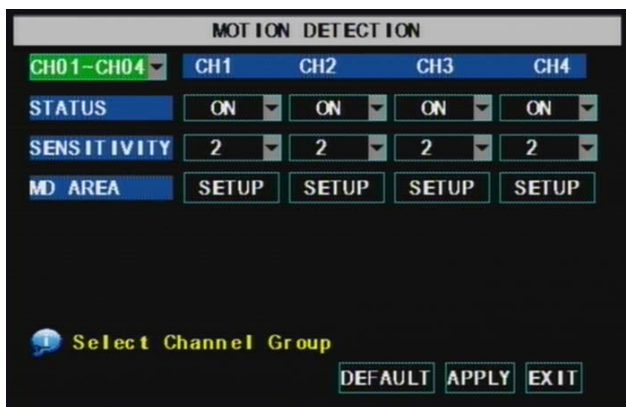 MOTION DETECTION
CH01~CH04 CH1 CH2 CH3 CH4
STATUS ON ON ON ON
SENSITIVITY 2 2 2 2
MD AREA SETUP SETUP SETUP SETUP
Select Channel Group
DEFAULT APPLY EXIT